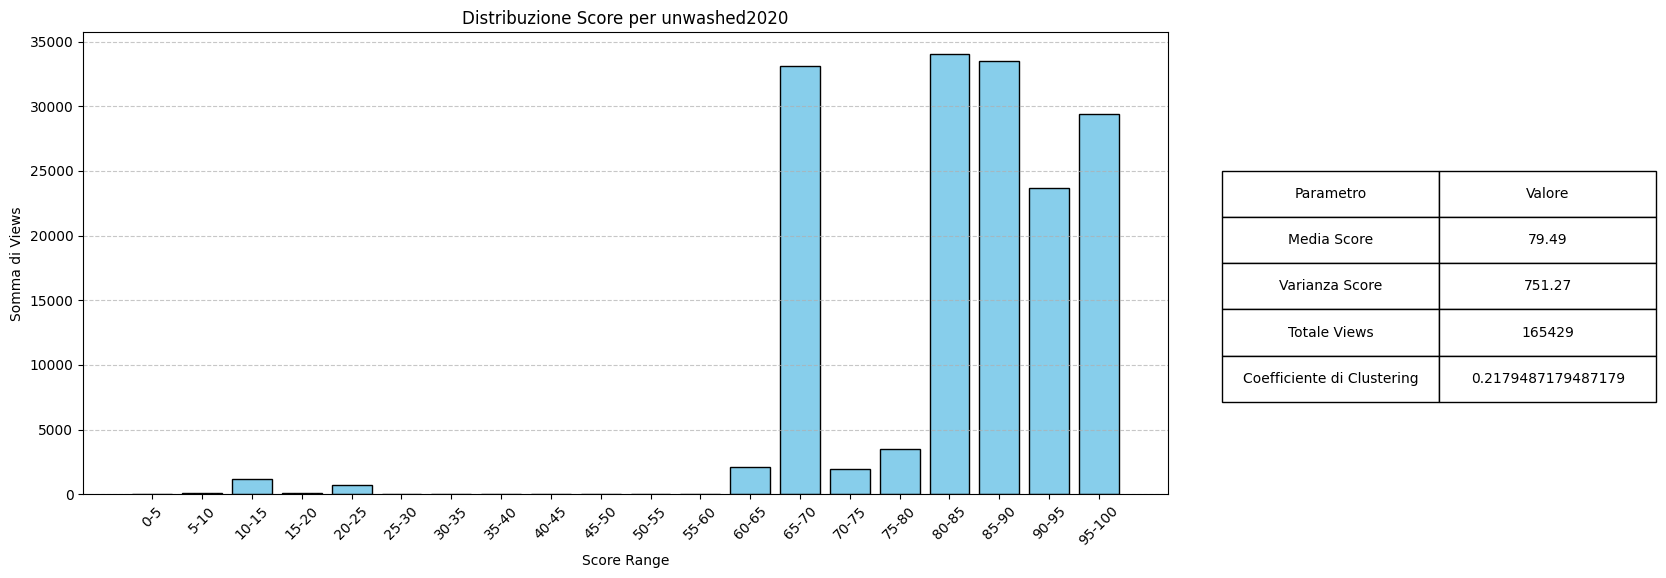 Distribuzione Score per unwashed2020
Somma di Views
35000
30000
25000
20000
15000
10000
5000
0
0-5 5-10 10-15 15-20 20-25 25-30 30-35 35-40 40-45 45-50 50-55 55-60 60-65 65-70 70-75 75-80 80-85 85-90 90-95 95-100
Score Range
Parametro Valore
Media Score 79.49
Varianza Score 751.27
Totale Views 165429
Coefficiente di Clustering 0.2179487179487179